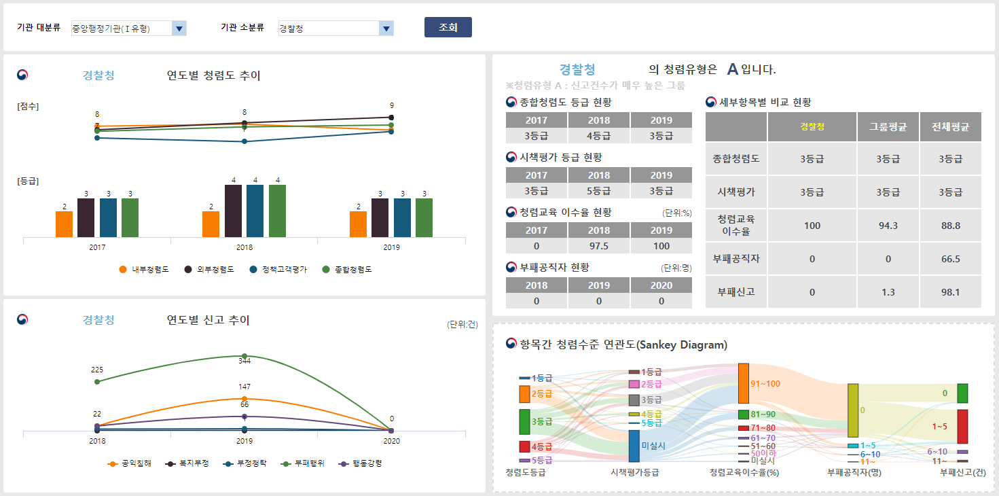 기관 대분류 중앙행정기관(Ⅰ유형) 기관 소분류 경찰청 조회
경찰청 연도별 청렴도 추이
[점수]
8 8 9
[등급]
2 3 3 3 2 4 4 4 2 3 3 3
2017 2018 2019
내부청렴도 외부청렴도 정책고객평가 종합청렴도
경찰청 연도별 신고 추이 (단위:건)
225 344
147
22 66 0
2018 2019 2020
공익침해 복지부정 부정청탁 부패행위 행동강령
경찰청 의 청렴유형은 A 입니다.
※청렴유형 A : 신고건수가 매우 높은 그룹
종합청렴도 등급 현황
2017 2018 2019
3등급 4등급 3등급
시책평가 등급 현황
2017 2018 2019
3등급 5등급 3등급
청렴교육 이수율 현황 (단위:%)
2017 2018 2019
0 97.5 100
부패공직자 현황 (단위:명)
2018 2019 2020
0 0 0
세부항목별 비교 현황
경찰청 그룹평균 전체평균
종합청렴도 3등급 3등급 3등급
시책평가 3등급 3등급 3등급
청렴교육
이수율 100 94.3 88.8
부패공직자 0 0 66.5
부패신고 0 1.3 98.1
항목간 청렴수준 연관도(Sankey Diagram)
1등급
2등급
3등급
4등급
5등급
청렴도등급
1등급
2등급
3등급
4등급
5등급
미실시
시책평가등급
91~100
81~90
71~80
61~70
51~60
50이하
미실시
청렴교육이수율(%)
0
1~5
6~10
11~
부패공직자(명)
0
1~5
6~10
11~
부패신고(건)